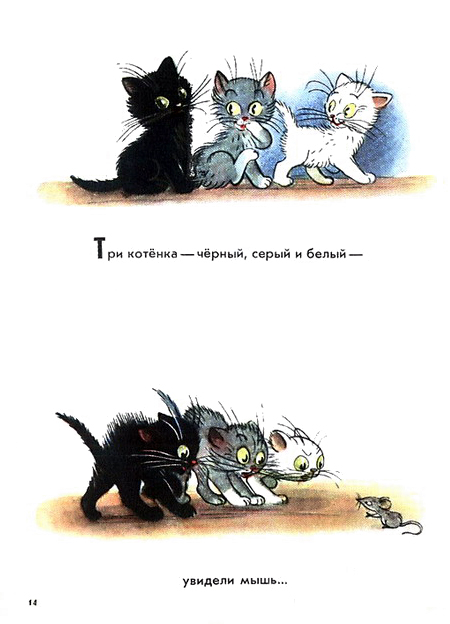 Три котёнка — чёрный, серый и белый —
увидели мышь...
14